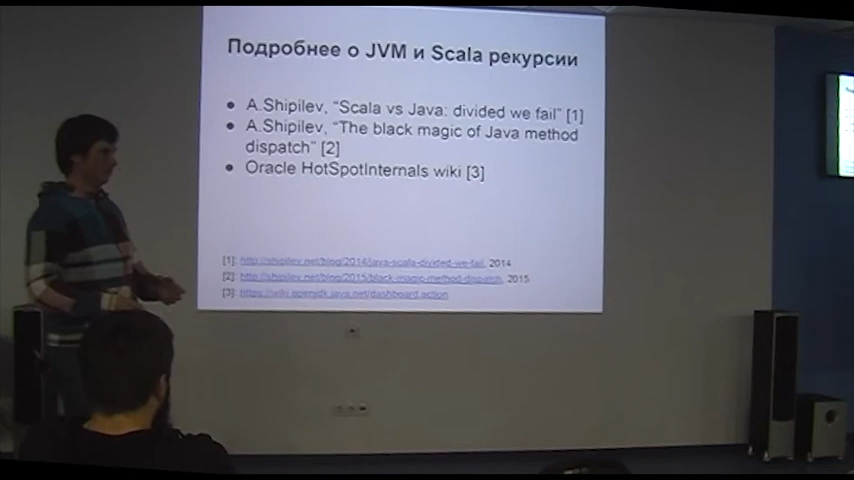 Подробнее о JVM и Scala рекурсии
● A.Shipilev, “Scala vs Java: divided we fail” [1]
● A.Shipilev, “The black magic of Java method
dispatch” [2]
● Oracle HotSpotInternals wiki [3]
[1]: http://shipilev.net/blog/2014/java-scala-divided-we-fail, 2014
[2]: http://shipilev.net/blog/2015/black-magic-method-dispatch, 2015
[3]: https://wiki.openjdk.java.net/dashboard.action